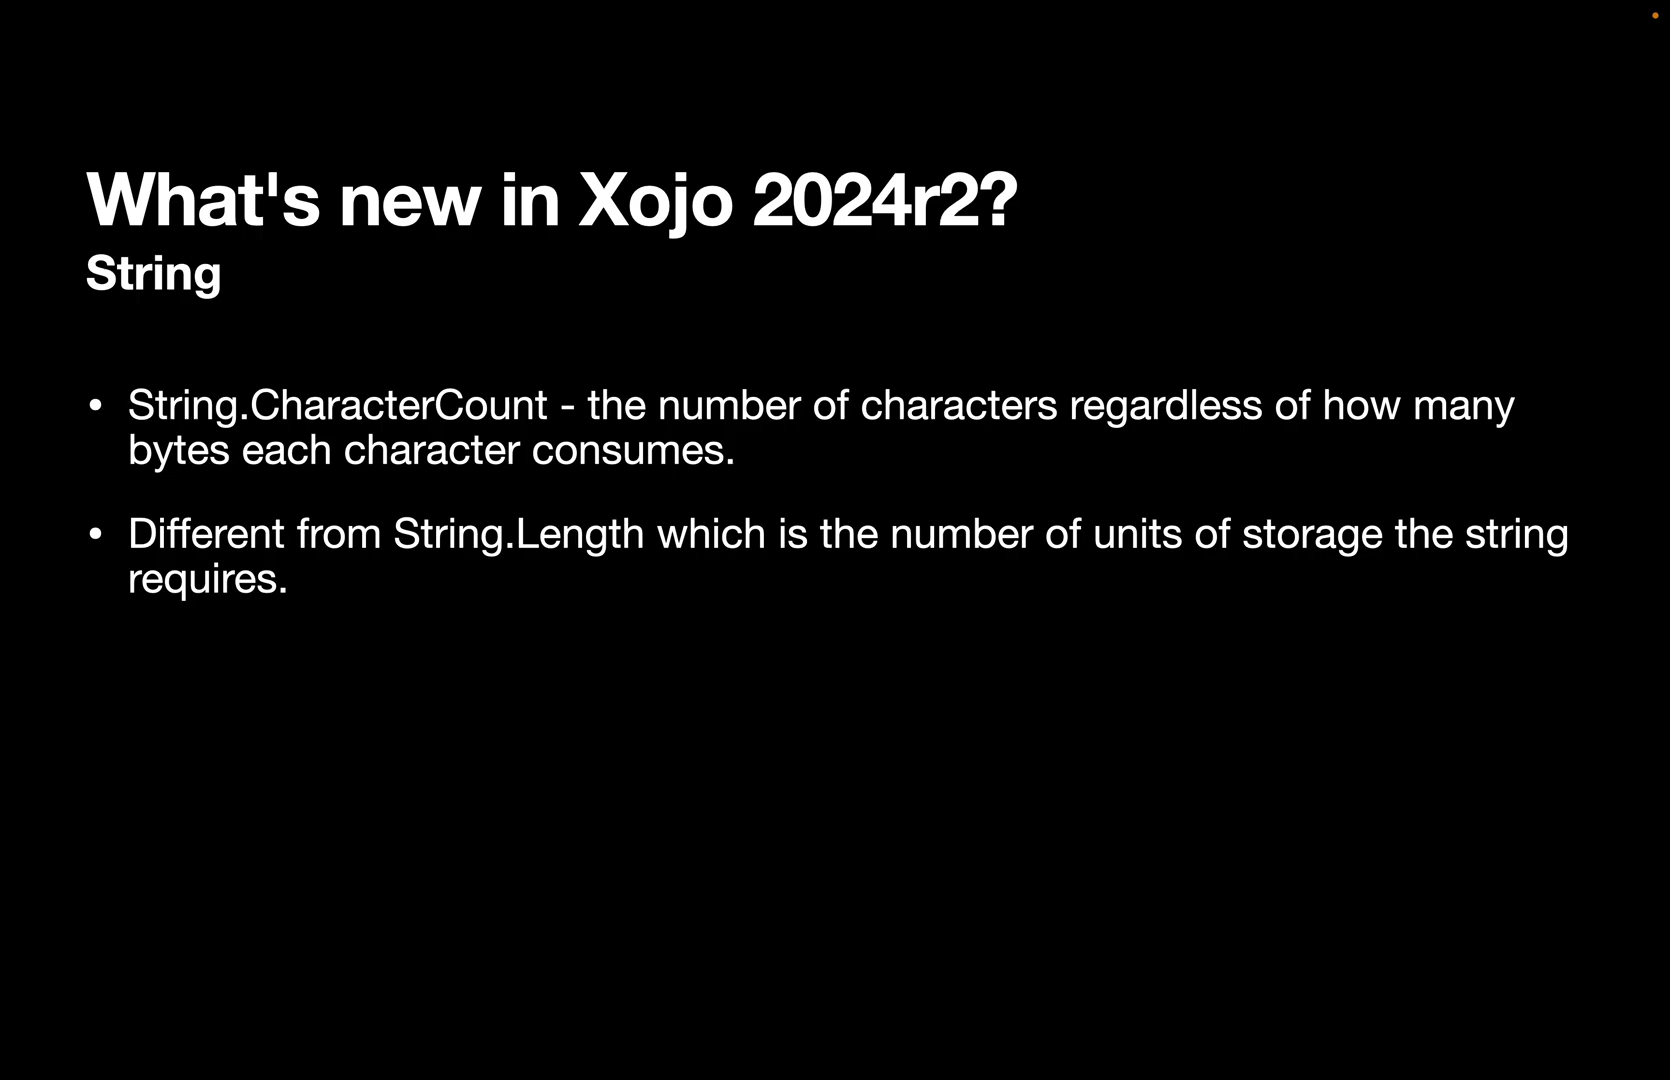 What's new in Xojo 2024r2?
String
• String.CharacterCount - the number of characters regardless of how many
bytes each character consumes.
• Different from String.Length which is the number of units of storage the string
requires.